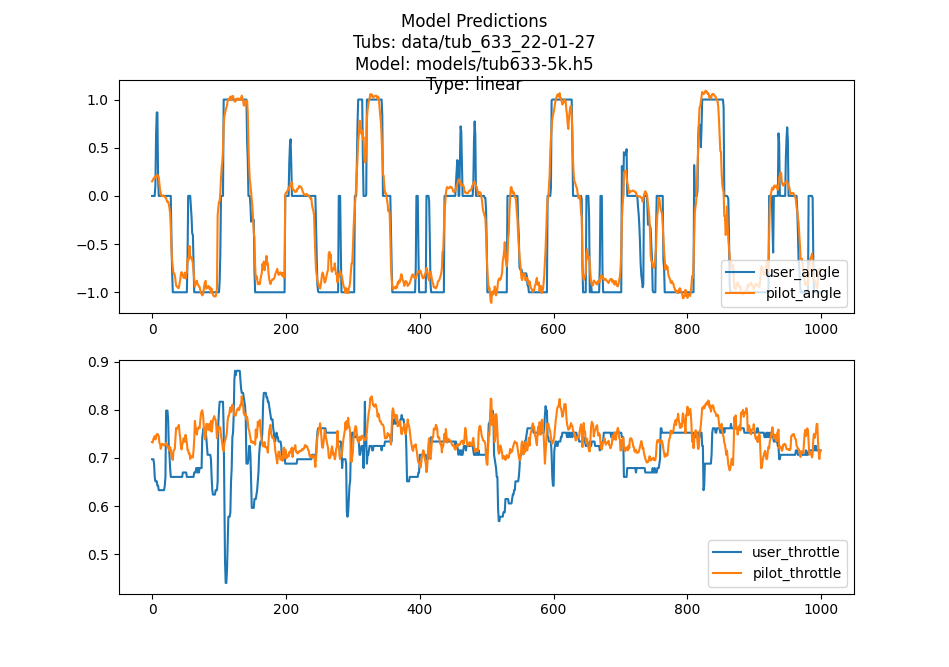 Model Predictions
Tubs: data/tub_633_22-01-27
Model: models/tub633-5k.h5
Type: linear
1.0
0.5
0.0
−0.5
−1.0
user_angle
pilot_angle
0 200 400 600 800 1000
0.9
0.8
0.7
0.6
0.5
user_throttle
pilot_throttle
0 200 400 600 800 1000